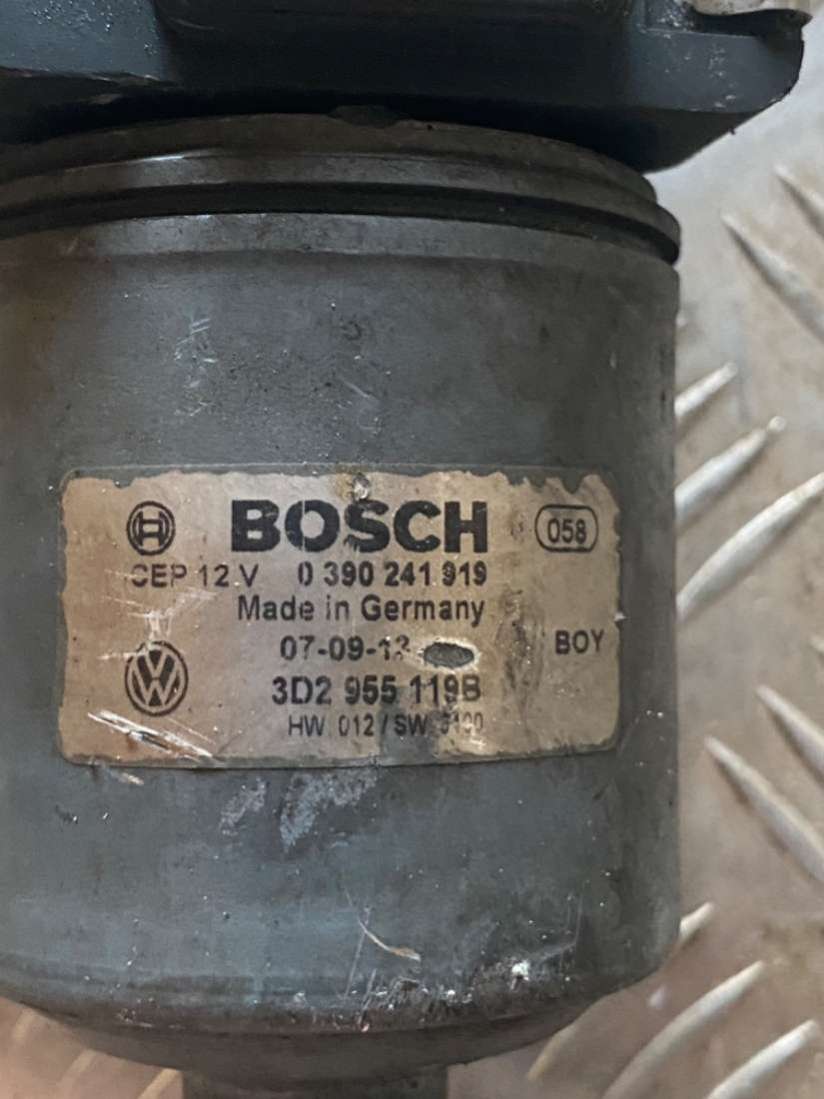 BOSCH 058
CEP 12 V 0 390 241 919
Made in Germany
07-09-13 BOY
3D2 955 119B
HW 012 / SW